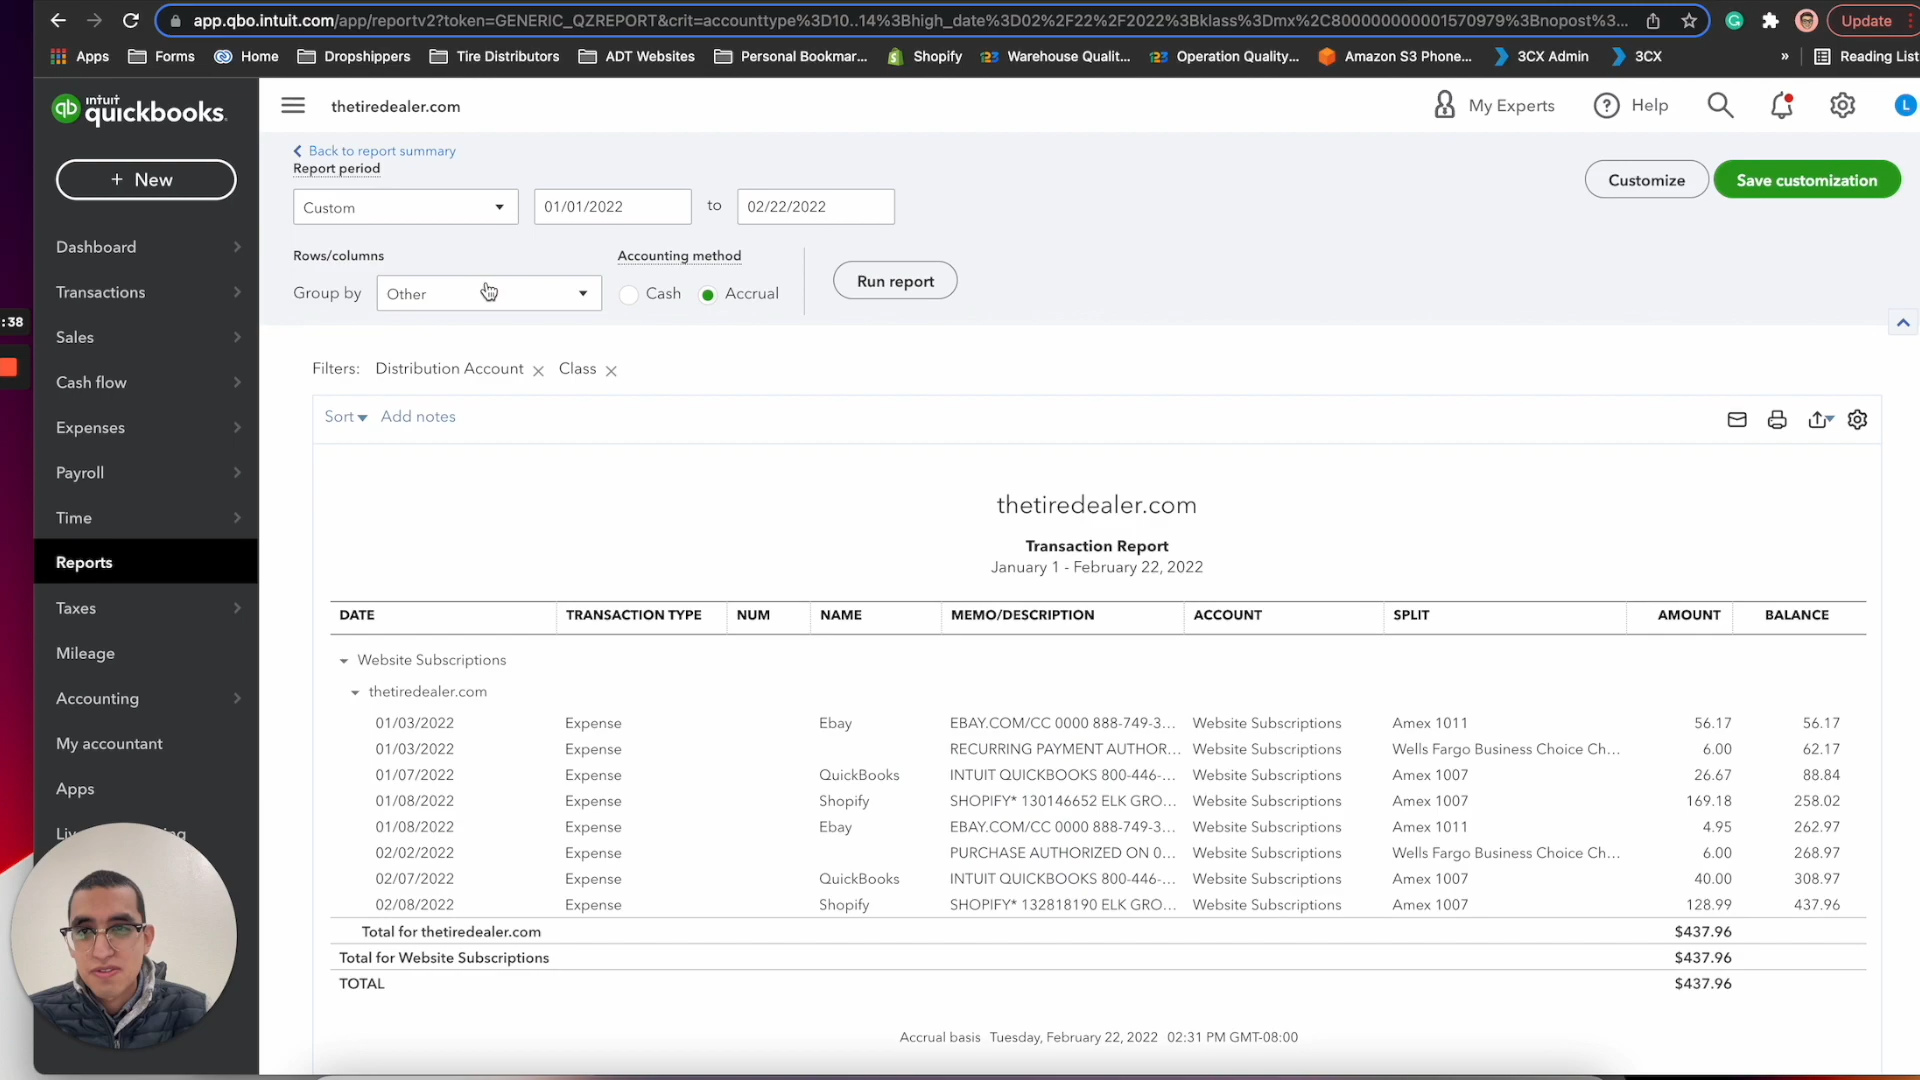 app.qbo.intuit.com/app/reportv2?token=GENERIC_QZREPORT&crit=accounttype%3D10..14%3Bhigh_date%3D02%2F22%2F2022%3Bklass%3Dmx%2C800000000001570979%3Bnopost%3...
Update
Apps Forms Home Dropshippers Tire Distributors ADT Websites Personal Bookmar... Shopify 123 Warehouse Qualit... 123 Operation Quality... Amazon S3 Phone... 3CX Admin 3CX » Reading List
qb intuit quickbooks.
thetiredealer.com
My Experts
Help
L
+ New
Dashboard
Transactions
Sales
Cash flow
Expenses
Payroll
Time
Reports
Taxes
Mileage
Accounting
My accountant
Apps
:38
Back to report summary
Report period
Custom 01/01/2022 to 02/22/2022
Customize Save customization
Rows/columns Accounting method
Group by Other Cash Accrual Run report
Filters: Distribution Account × Class ×
Sort Add notes
thetiredealer.com
Transaction Report
January 1 - February 22, 2022
DATE TRANSACTION TYPE NUM NAME MEMO/DESCRIPTION ACCOUNT SPLIT AMOUNT BALANCE
Website Subscriptions
thetiredealer.com
01/03/2022 Expense Ebay EBAY.COM/CC 0000 888-749-3... Website Subscriptions Amex 1011 56.17 56.17
01/03/2022 Expense RECURRING PAYMENT AUTHOR... Website Subscriptions Wells Fargo Business Choice Ch... 6.00 62.17
01/07/2022 Expense QuickBooks INTUIT QUICKBOOKS 800-446-... Website Subscriptions Amex 1007 26.67 88.84
01/08/2022 Expense Shopify SHOPIFY* 130146652 ELK GRO... Website Subscriptions Amex 1007 169.18 258.02
01/08/2022 Expense Ebay EBAY.COM/CC 0000 888-749-3... Website Subscriptions Amex 1011 4.95 262.97
02/02/2022 Expense PURCHASE AUTHORIZED ON 0... Website Subscriptions Wells Fargo Business Choice Ch... 6.00 268.97
02/07/2022 Expense QuickBooks INTUIT QUICKBOOKS 800-446-... Website Subscriptions Amex 1007 40.00 308.97
02/08/2022 Expense Shopify SHOPIFY* 132818190 ELK GRO... Website Subscriptions Amex 1007 128.99 437.96
Total for thetiredealer.com $437.96
Total for Website Subscriptions $437.96
TOTAL $437.96
Accrual basis Tuesday, February 22, 2022 02:31 PM GMT-08:00